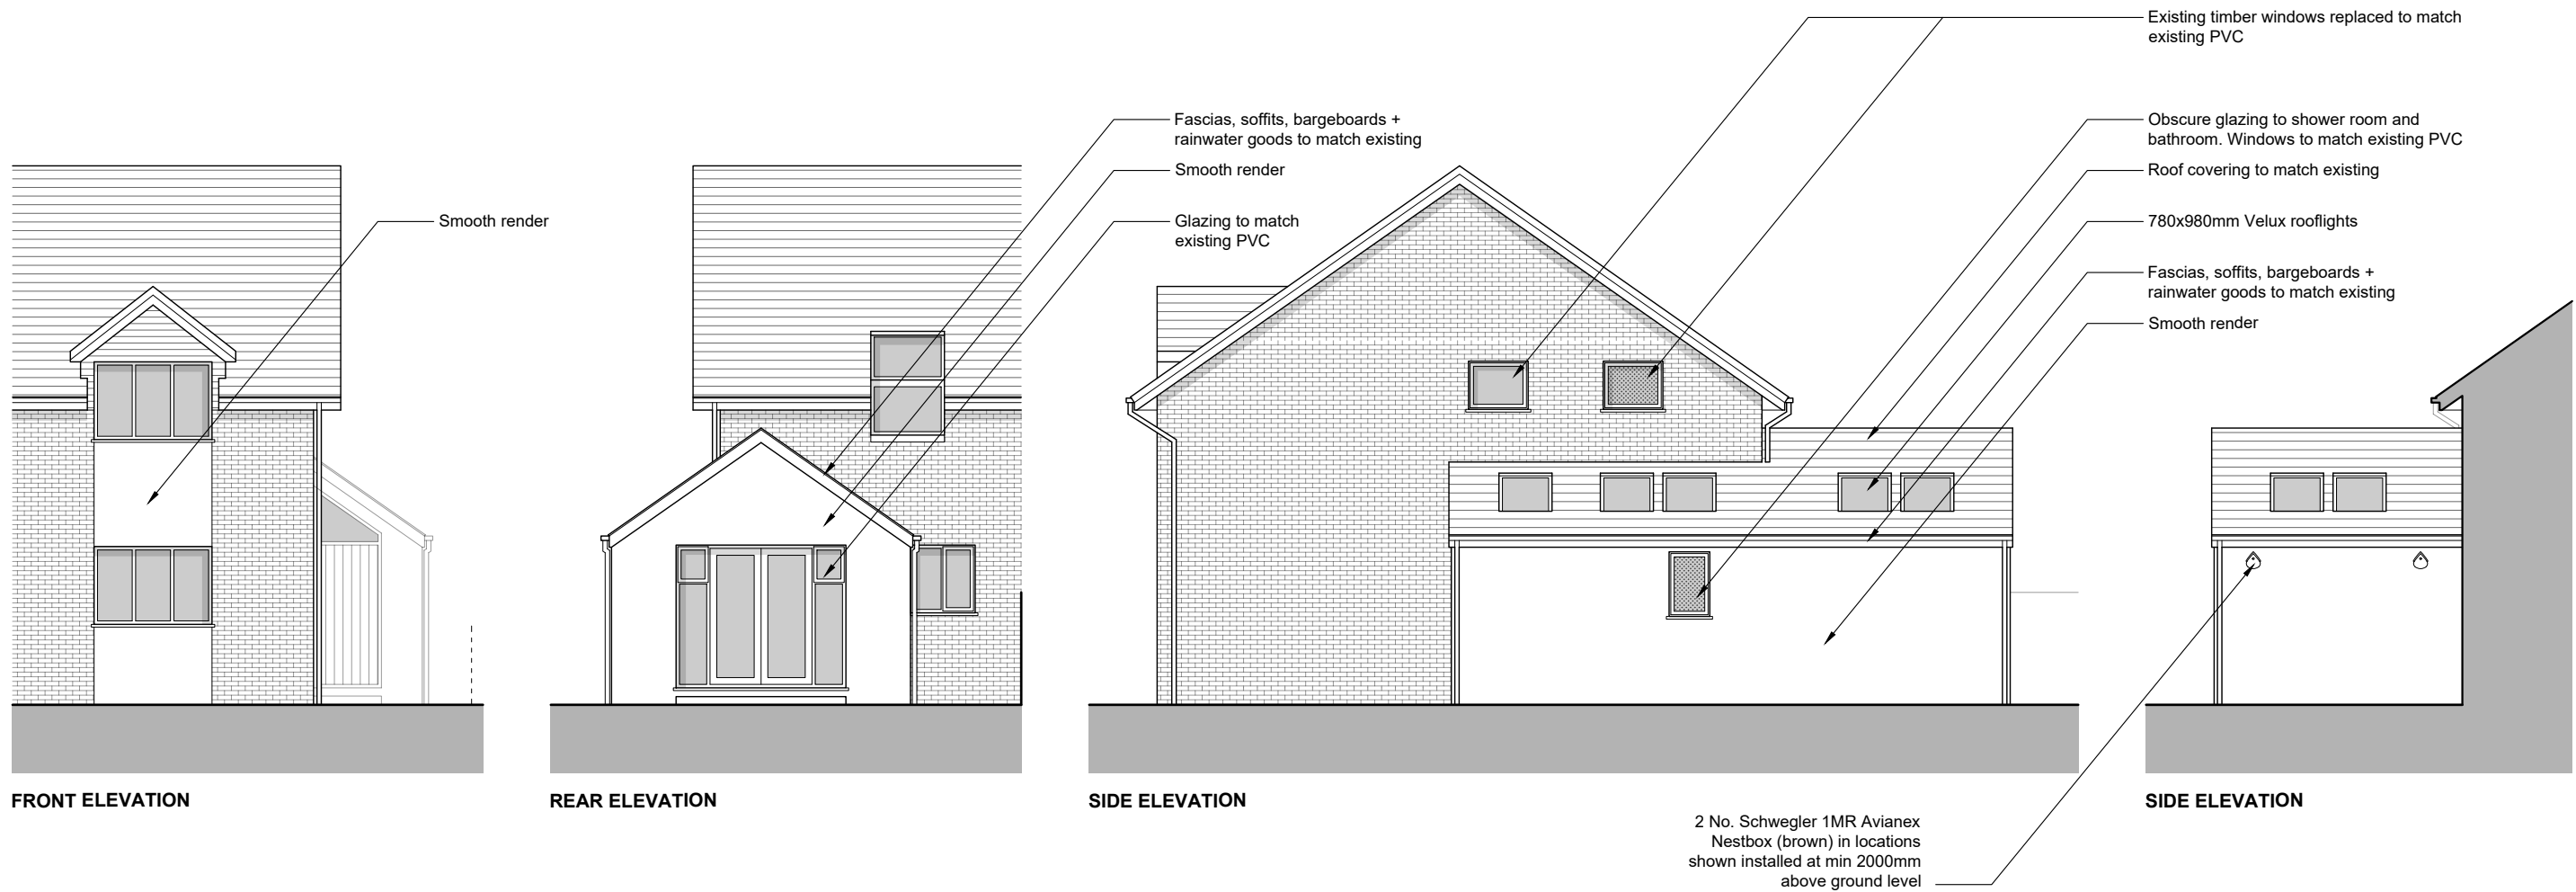 Existing timber windows replaced to match
existing PVC
Fascias, soffits, bargeboards +
rainwater goods to match existing
Smooth render
Glazing to match
existing PVC
Smooth render
Obscure glazing to shower room and
bathroom. Windows to match existing PVC
Roof covering to match existing
780x980mm Velux rooflights
Fascias, soffits, bargeboards +
rainwater goods to match existing
Smooth render
FRONT ELEVATION
REAR ELEVATION
SIDE ELEVATION
SIDE ELEVATION
2 No. Schwegler 1MR Avianex
Nestbox (brown) in locations
shown installed at min 2000mm
above ground level